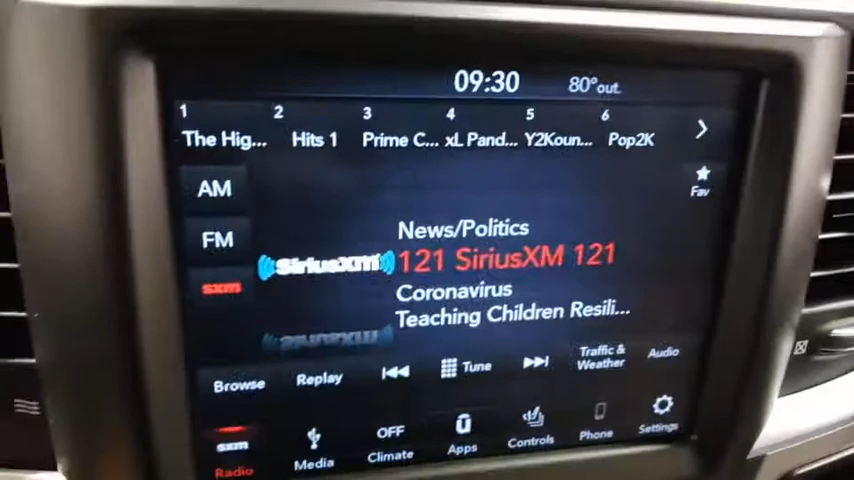 09:30 80°out.
1 2 3 4 5 6
The Hig... Hits 1 Prime C... xL Pand... Y2Koun... Pop2K
AM
Fav
FM
News/Politics
SiriusXM 121 SiriusXM 121
sxm
Coronavirus
Teaching Children Resili...
Browse Replay Tune Traffic & Weather Audio
sxm OFF
Radio Media Climate Apps Controls Phone Settings